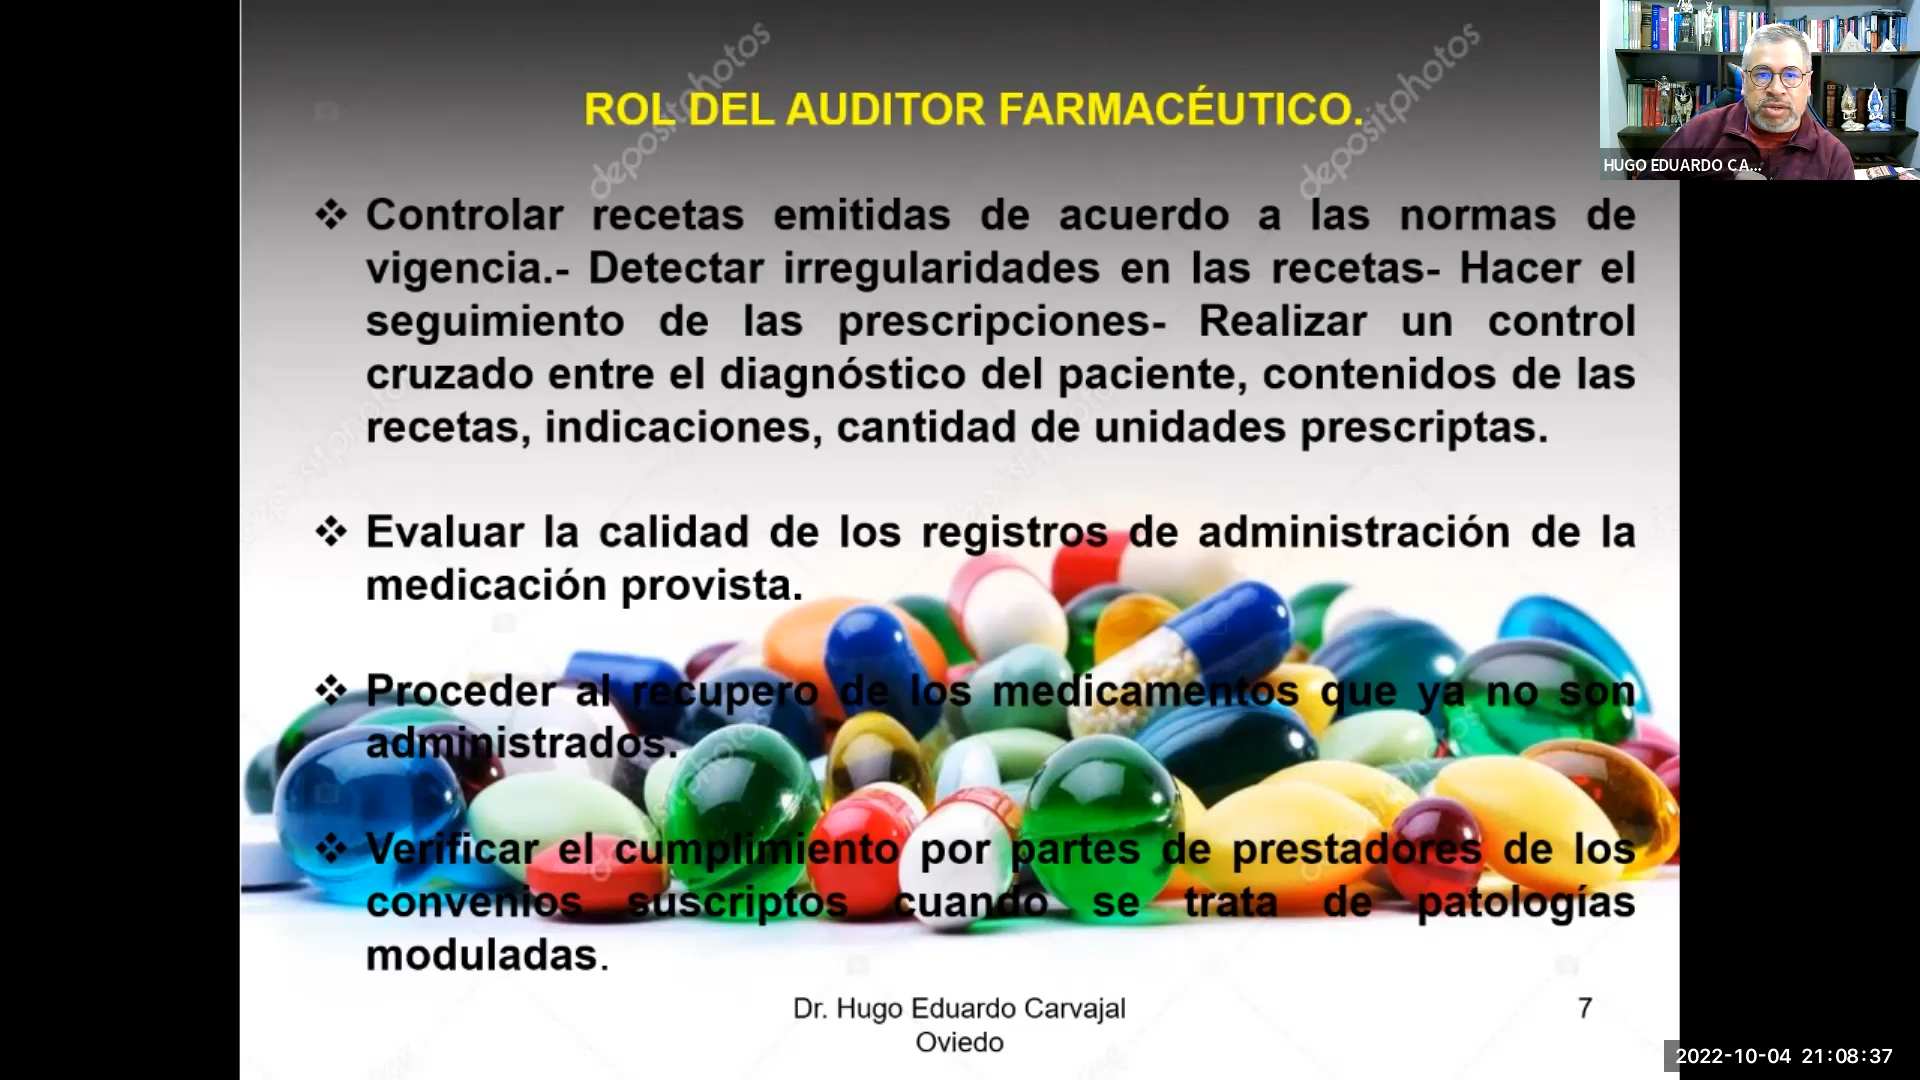 ROL DEL AUDITOR FARMACÉUTICO.
HUGO EDUARDO CA...
❖ Controlar recetas emitidas de acuerdo a las normas de
vigencia.- Detectar irregularidades en las recetas- Hacer el
seguimiento de las prescripciones- Realizar un control
cruzado entre el diagnóstico del paciente, contenidos de las
recetas, indicaciones, cantidad de unidades prescriptas.
❖ Evaluar la calidad de los registros de administración de la
medicación provista.
❖ Proceder al recupero de los medicamentos que ya no son
administrados.
❖ Verificar el cumplimiento por partes de prestadores de los
convenios suscriptos cuando se trata de patologías
moduladas.
Dr. Hugo Eduardo Carvajal
Oviedo
7
2022-10-04 21:08:37
depositphotos
depositphotos